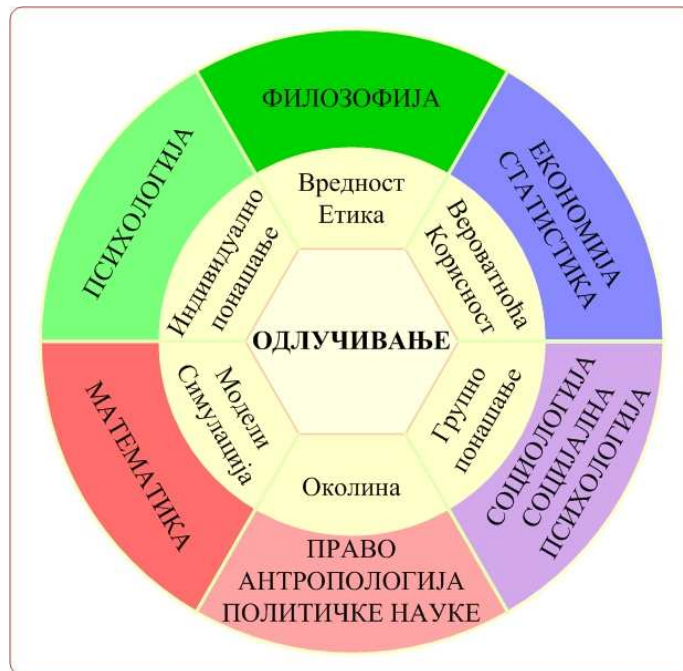 ФИЛОЗОФИЈА
Вредност
Етика
ЕКОНОМИЈА
СТАТИСТИКА
Вероватноћа
Корисност
СОЦИОЛОГИЈА
СОЦИЈАЛНА
ПСИХОЛОГИЈА
Групно
понашање
ПРАВО
АНТРОПОЛОГИЈА
ПОЛИТИЧКЕ НАУКЕ
Околина
МАТЕМАТИКА
Модели
Симулација
ПСИХОЛОГИЈА
Индивидуално
понашање
ОДЛУЧИВАЊЕ